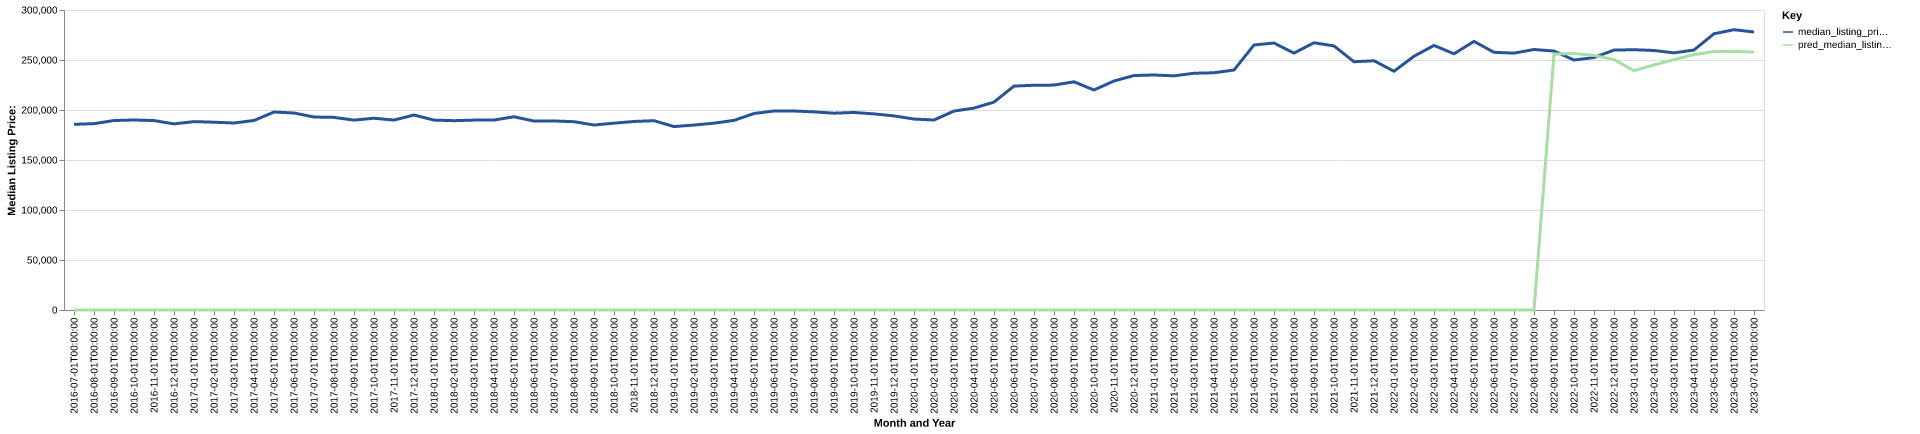 Key
median_listing_pri...
pred_median_listin...
Median Listing Price:
300,000
250,000
200,000
150,000
100,000
50,000
0
2016-07-01T00:00:00
2016-08-01T00:00:00
2016-09-01T00:00:00
2016-10-01T00:00:00
2016-11-01T00:00:00
2016-12-01T00:00:00
2017-01-01T00:00:00
2017-02-01T00:00:00
2017-03-01T00:00:00
2017-04-01T00:00:00
2017-05-01T00:00:00
2017-06-01T00:00:00
2017-07-01T00:00:00
2017-08-01T00:00:00
2017-09-01T00:00:00
2017-10-01T00:00:00
2017-11-01T00:00:00
2017-12-01T00:00:00
2018-01-01T00:00:00
2018-02-01T00:00:00
2018-03-01T00:00:00
2018-04-01T00:00:00
2018-05-01T00:00:00
2018-06-01T00:00:00
2018-07-01T00:00:00
2018-08-01T00:00:00
2018-09-01T00:00:00
2018-10-01T00:00:00
2018-11-01T00:00:00
2018-12-01T00:00:00
2019-01-01T00:00:00
2019-02-01T00:00:00
2019-03-01T00:00:00
2019-04-01T00:00:00
2019-05-01T00:00:00
2019-06-01T00:00:00
2019-07-01T00:00:00
2019-08-01T00:00:00
2019-09-01T00:00:00
2019-10-01T00:00:00
2019-11-01T00:00:00
2019-12-01T00:00:00
2020-01-01T00:00:00
2020-02-01T00:00:00
2020-03-01T00:00:00
2020-04-01T00:00:00
2020-05-01T00:00:00
2020-06-01T00:00:00
2020-07-01T00:00:00
2020-08-01T00:00:00
2020-09-01T00:00:00
2020-10-01T00:00:00
2020-11-01T00:00:00
2020-12-01T00:00:00
2021-01-01T00:00:00
2021-02-01T00:00:00
2021-03-01T00:00:00
2021-04-01T00:00:00
2021-05-01T00:00:00
2021-06-01T00:00:00
2021-07-01T00:00:00
2021-08-01T00:00:00
2021-09-01T00:00:00
2021-10-01T00:00:00
2021-11-01T00:00:00
2021-12-01T00:00:00
2022-01-01T00:00:00
2022-02-01T00:00:00
2022-03-01T00:00:00
2022-04-01T00:00:00
2022-05-01T00:00:00
2022-06-01T00:00:00
2022-07-01T00:00:00
2022-08-01T00:00:00
2022-09-01T00:00:00
2022-10-01T00:00:00
2022-11-01T00:00:00
2022-12-01T00:00:00
2023-01-01T00:00:00
2023-02-01T00:00:00
2023-03-01T00:00:00
2023-04-01T00:00:00
2023-05-01T00:00:00
2023-06-01T00:00:00
2023-07-01T00:00:00
Month and Year